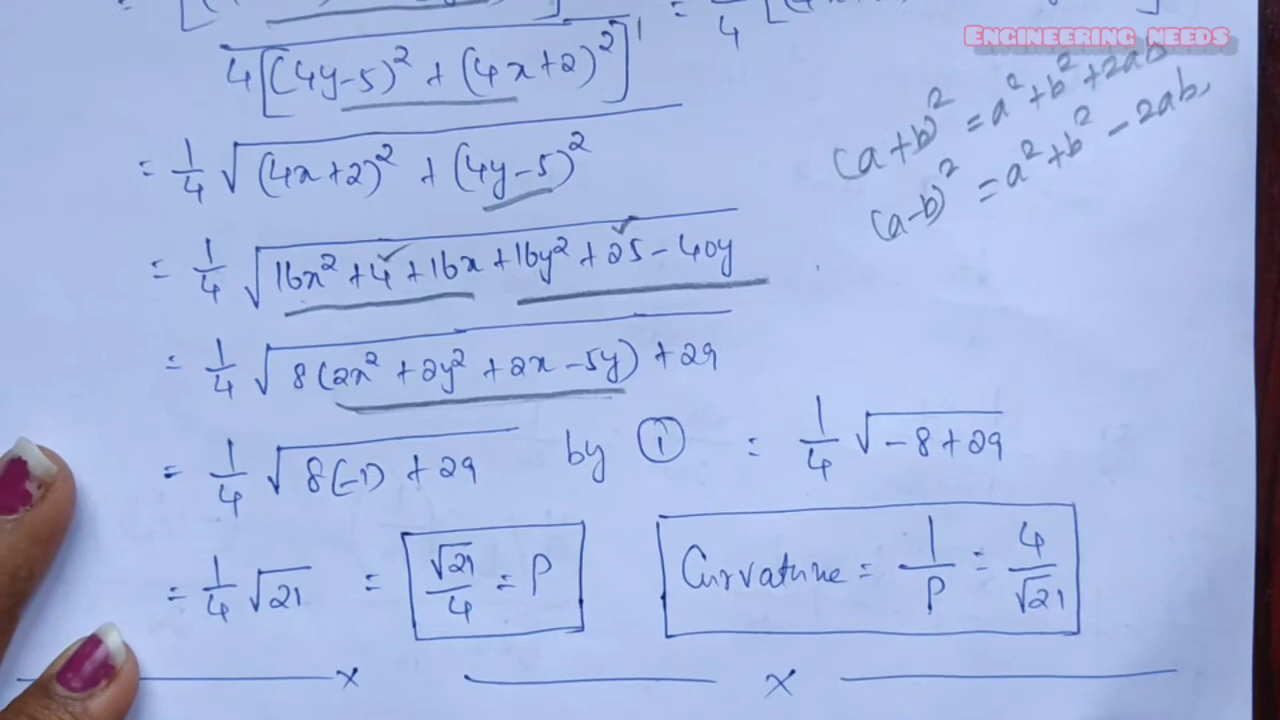 ENGINEERING NEEDS
4[(4y-5)² + (4x+2)²]¹
(a+b)² = a²+b²+2ab
(a-b)² = a²+b² - 2ab.
= 1/4 √(4x+2)² + (4y-5)²
= 1/4 √16x² + 4 + 16x + 16y² + 25 - 40y
= 1/4 √8(2x² + 2y² + 2x - 5y) + 29
= 1/4 √8(-1) + 29 by ① = 1/4 √-8+29
= 1/4 √21 = √21/4 = ρ
Curvature = 1/ρ = 4/√21